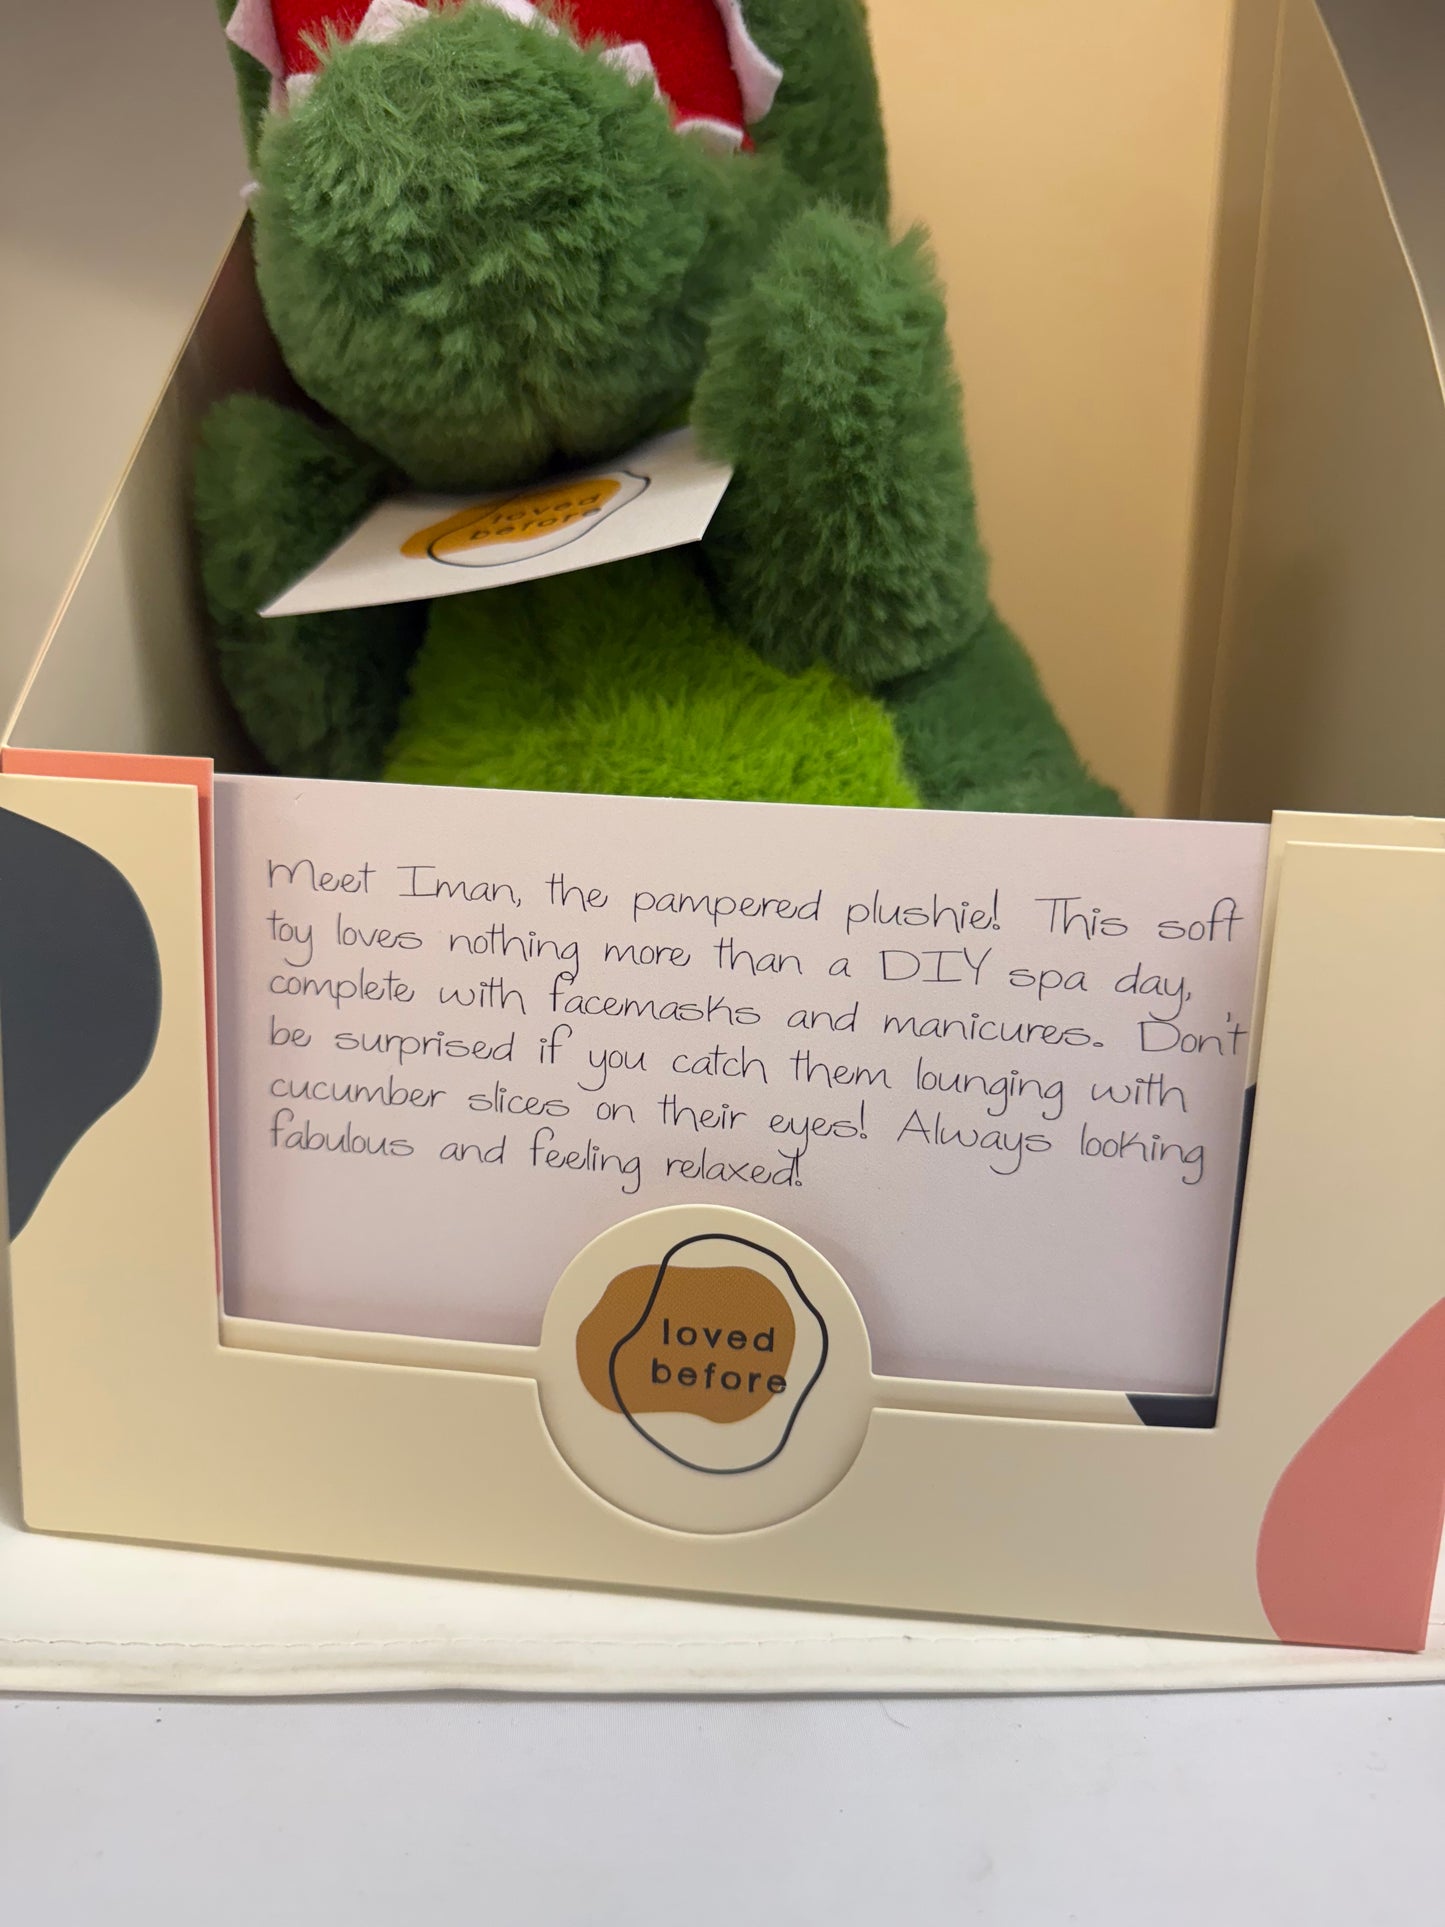 loved
before
Meet Iman, the pampered plushie! This soft
toy loves nothing more than a DIY spa day,
complete with facemasks and manicures. Don't
be surprised if you catch them lounging with
cucumber slices on their eyes! Always looking
fabulous and feeling relaxed!
loved
before